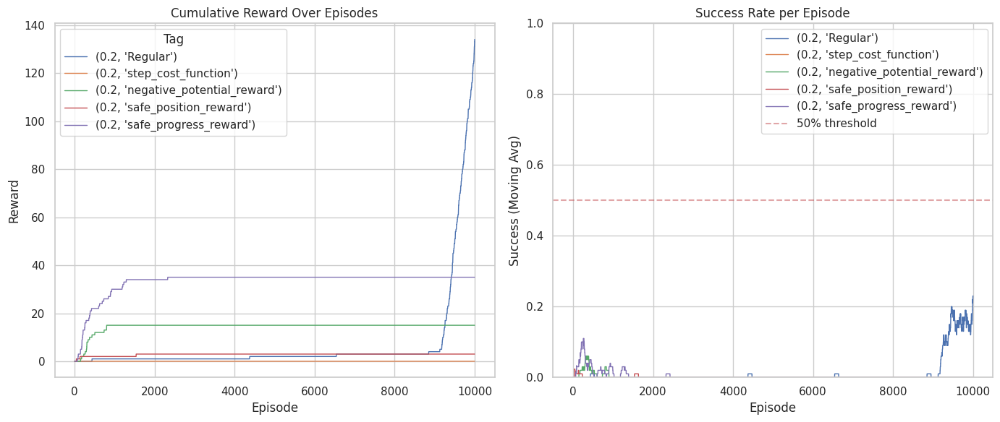 Cumulative Reward Over Episodes
140
120
100
80
60
40
20
0
Reward
Tag
(0.2, 'Regular')
(0.2, 'step_cost_function')
(0.2, 'negative_potential_reward')
(0.2, 'safe_position_reward')
(0.2, 'safe_progress_reward')
0 2000 4000 6000 8000 10000
Episode
Success Rate per Episode
1.0
0.8
0.6
0.4
0.2
0.0
Success (Moving Avg)
(0.2, 'Regular')
(0.2, 'step_cost_function')
(0.2, 'negative_potential_reward')
(0.2, 'safe_position_reward')
(0.2, 'safe_progress_reward')
50% threshold
0 2000 4000 6000 8000 10000
Episode